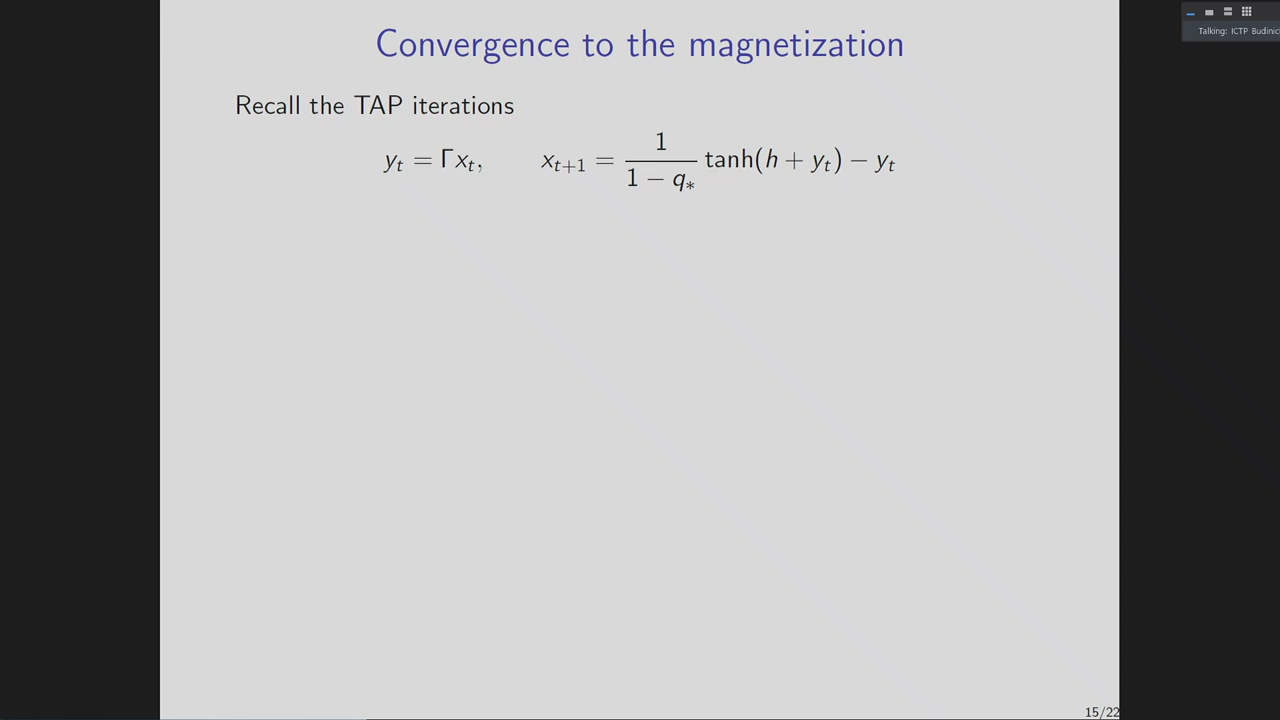 Convergence to the magnetization
Recall the TAP iterations
y_t = Γx_t, x_{t+1} = \frac{1}{1 − q_*} tanh(h + y_t) − y_t
15/22
Talking: ICTP